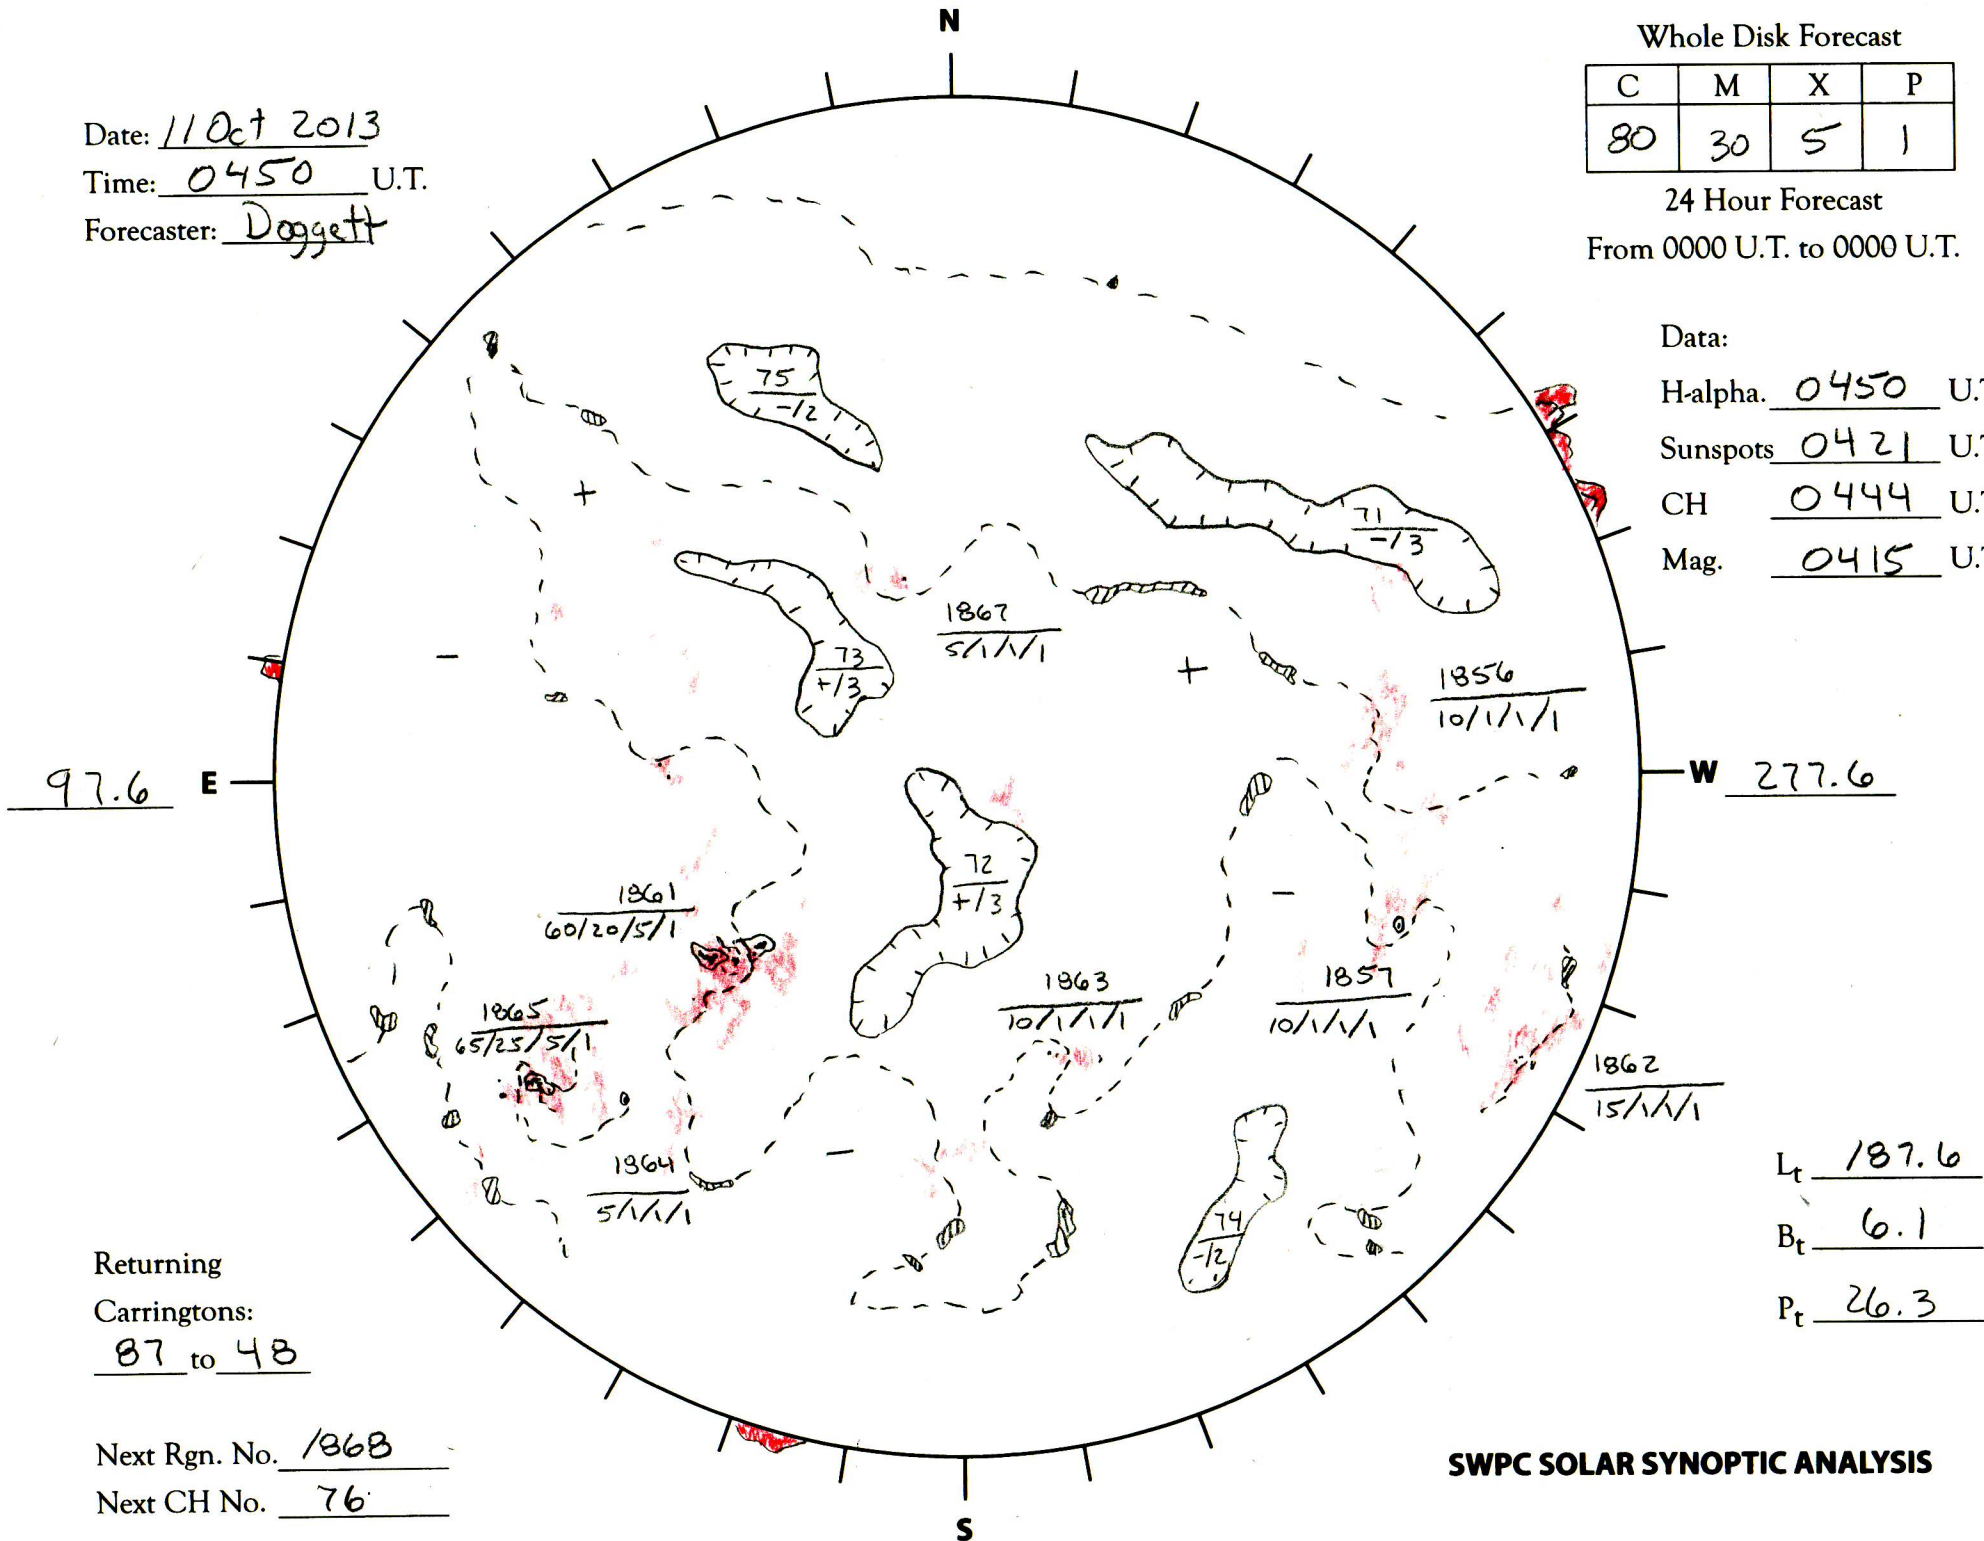 N
Whole Disk Forecast
C M X P
80 30 5 1
24 Hour Forecast
From 0000 U.T. to 0000 U.T.
Date: 11 Oct 2013
Time: 0450 U.T.
Forecaster: Doggett
Data:
H-alpha. 0450 U.T
Sunspots 0421 U.T
CH 0444 U.T
Mag. 0415 U.T
75
-/2
71
-/3
+
1867
5/1/1/1
73
+/3
-
+
1856
10/1/1/1
97.6 E
W 277.6
72
+/3
-
1861
60/20/5/1
1863
10/1/1/1
1857
10/1/1/1
1865
65/25/5/1
1862
15/1/1/1
-
1864
5/1/1/1
74
-/2
Lt 187.6
Bt 6.1
Pt 26.3
Returning
Carringtons:
87 to 48
Next Rgn. No. 1868
Next CH No. 76
SWPC SOLAR SYNOPTIC ANALYSIS
S